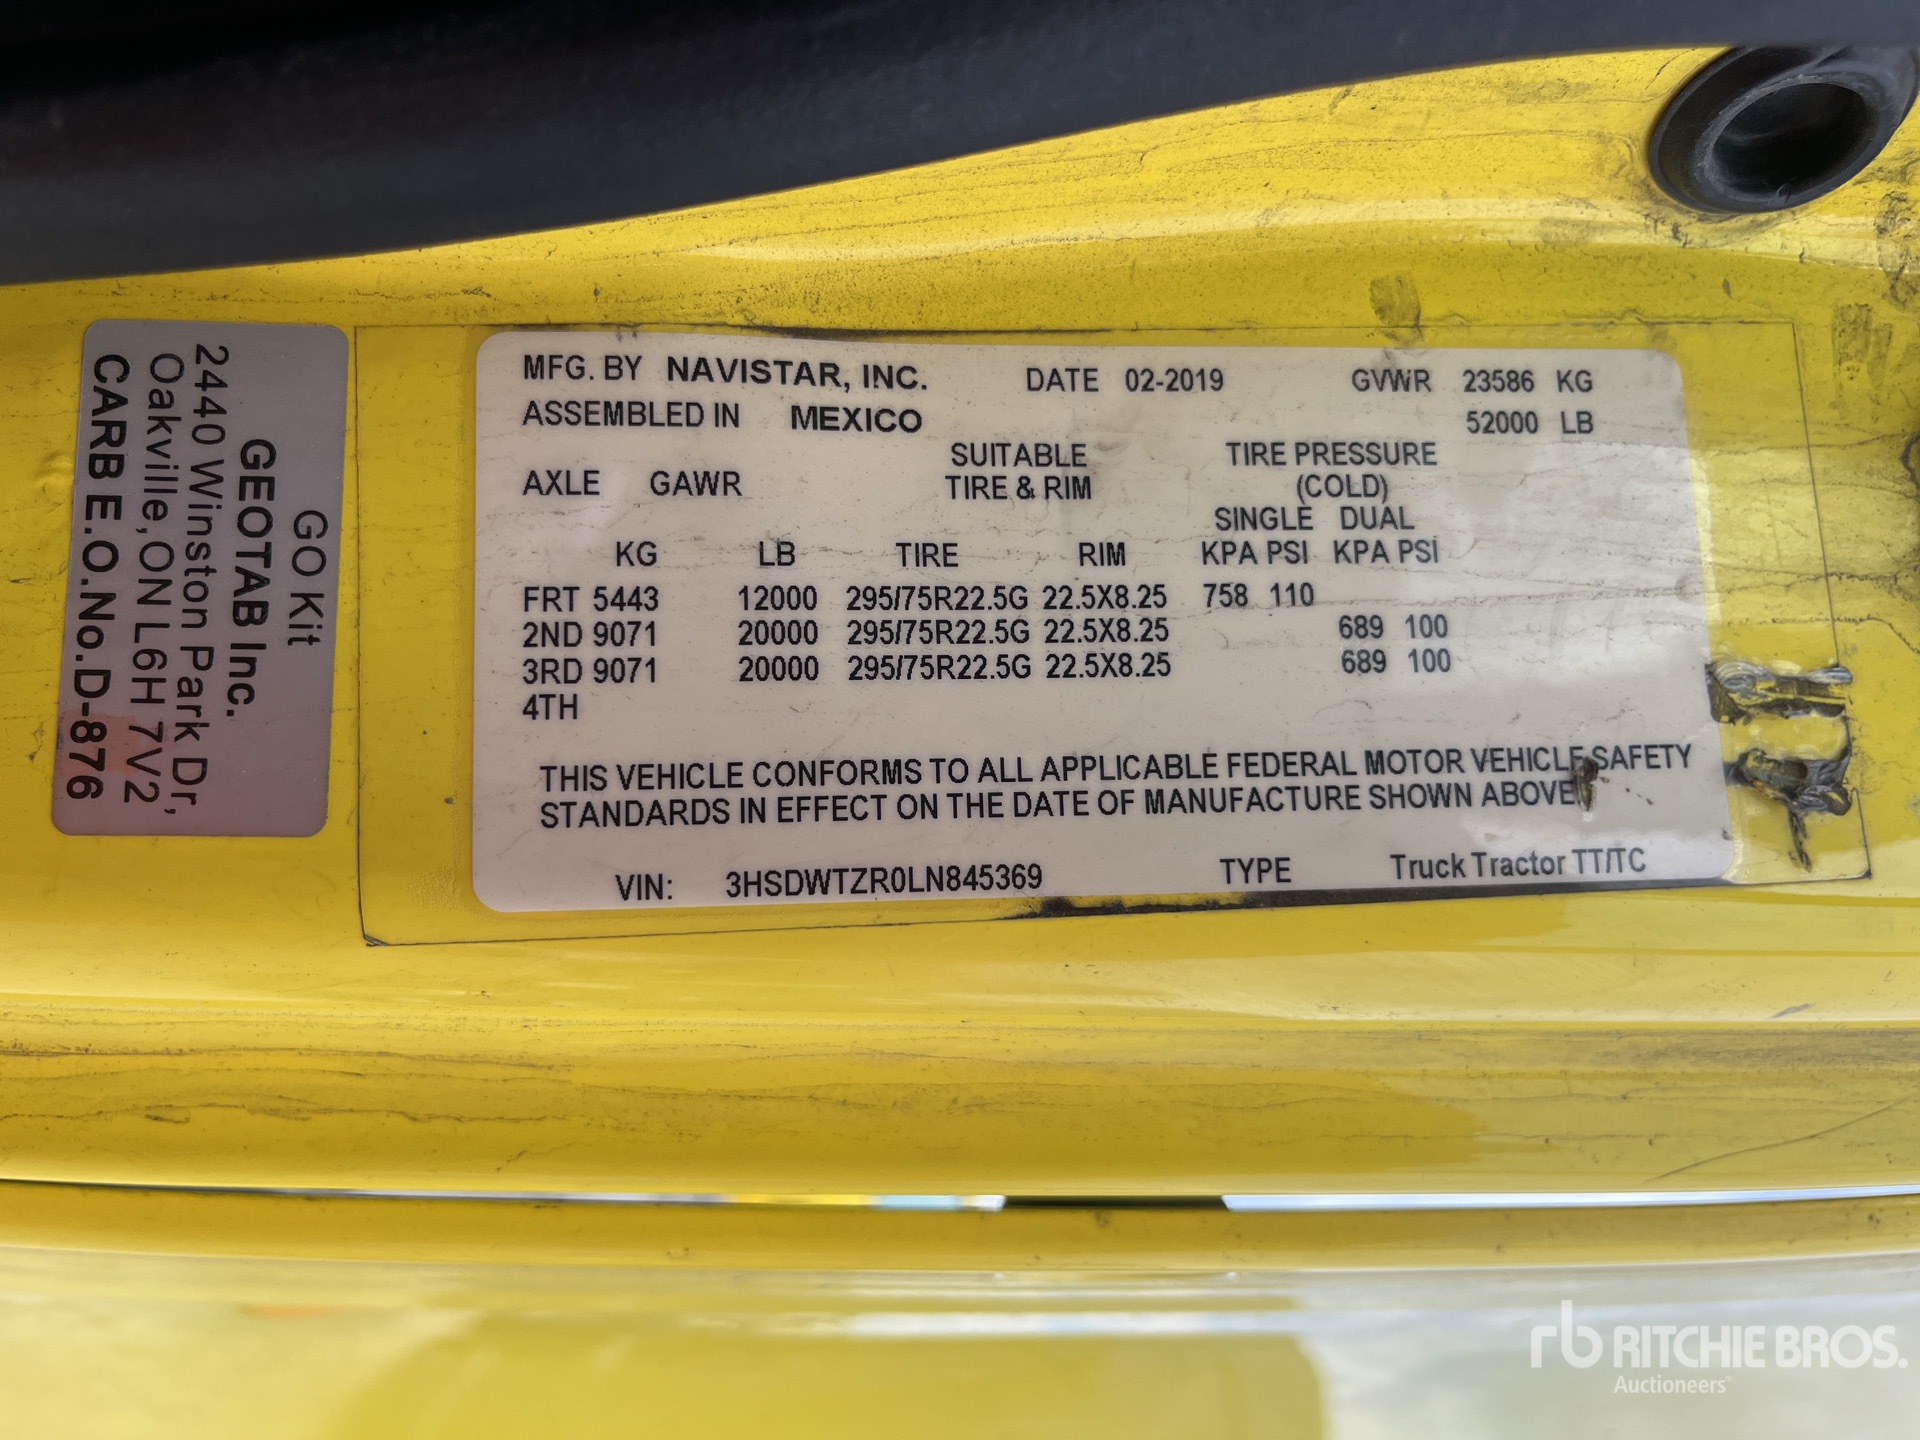 GO Kit
GEOTAB Inc.
2440 Winston Park Dr,
Oakville, ON L6H 7V2
CARB E.O.No.D-876
MFG. BY NAVISTAR, INC. DATE 02-2019 GVWR 23586 KG
ASSEMBLED IN MEXICO 52000 LB
SUITABLE TIRE PRESSURE
AXLE GAWR TIRE & RIM (COLD)
SINGLE DUAL
KG LB TIRE RIM KPA PSI KPA PSI
FRT 5443 12000 295/75R22.5G 22.5X8.25 758 110
2ND 9071 20000 295/75R22.5G 22.5X8.25 689 100
3RD 9071 20000 295/75R22.5G 22.5X8.25 689 100
4TH
THIS VEHICLE CONFORMS TO ALL APPLICABLE FEDERAL MOTOR VEHICLE SAFETY
STANDARDS IN EFFECT ON THE DATE OF MANUFACTURE SHOWN ABOVE.
VIN: 3HSDWTZR0LN845369 TYPE Truck Tractor TT/TC
rb RITCHIE BROS.
Auctioneers